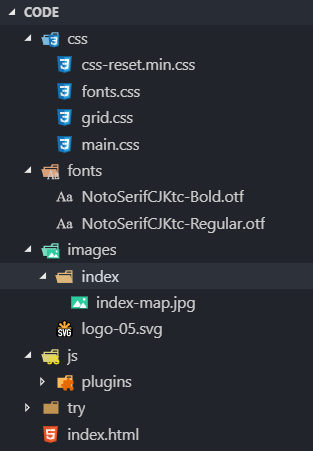 CODE
css
css-reset.min.css
fonts.css
grid.css
main.css
fonts
Aa NotoSerifCJKtc-Bold.otf
Aa NotoSerifCJKtc-Regular.otf
images
index
index-map.jpg
SVG logo-05.svg
js
plugins
try
index.html